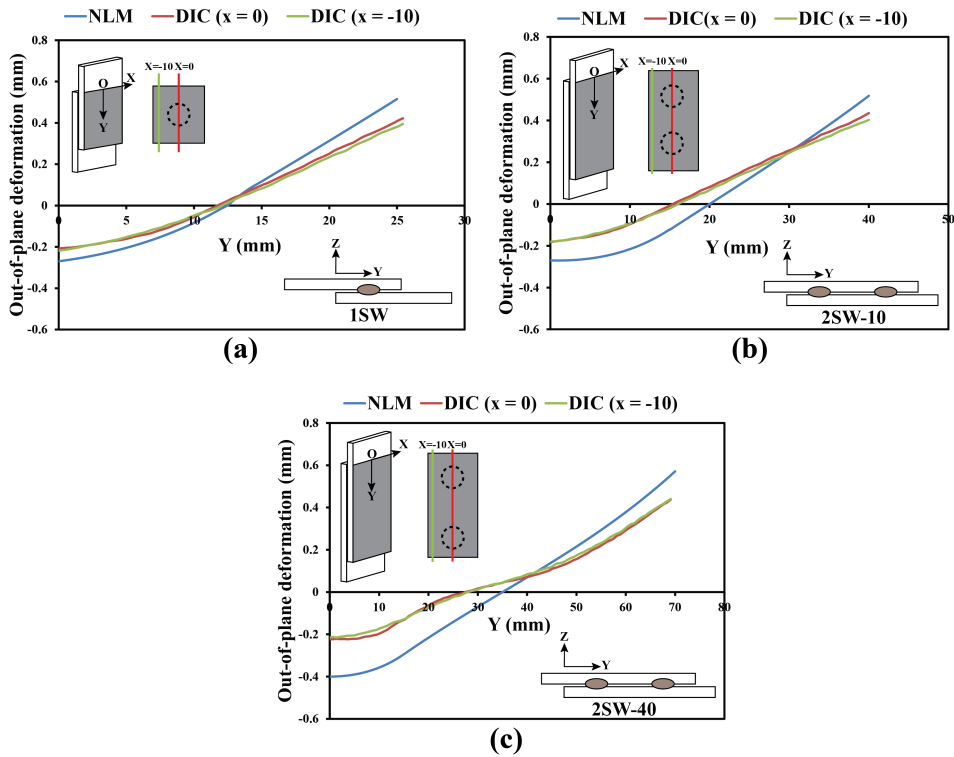 NLM DIC (x = 0) DIC (x = -10)
Out-of-plane deformation (mm)
0.8
0.6
0.4
0.2
0
-0.2
-0.4
-0.6
0 5 10 15 20 25 30
Y (mm)
O
X
Y
X=-10 X=0
Z
Y
1SW
(a)
NLM DIC(x = 0) DIC (x = -10)
Out-of-plane deformation (mm)
0.8
0.6
0.4
0.2
0
-0.2
-0.4
-0.6
0 10 20 30 40 50
Y (mm)
O
X
Y
X=-10 X=0
Z
Y
2SW-10
(b)
NLM DIC (x = 0) DIC (x = -10)
Out-of-plane deformation (mm)
0.8
0.6
0.4
0.2
0
-0.2
-0.4
-0.6
0 10 20 30 40 50 60 70 80
Y (mm)
O
X
Y
X=-10 X=0
Z
Y
2SW-40
(c)